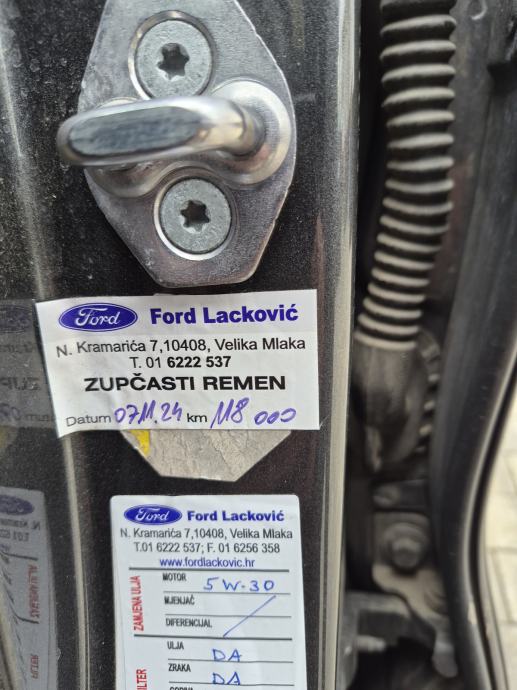 Ford Ford Lacković
N. Kramarića 7,10408, Velika Mlaka
T. 01 6222 537
ZUPČASTI REMEN
Datum 07.11.24 km 118 000
Ford Ford Lacković
N. Kramarića 7,10408, Velika Mlaka
T.01 6222 537; F. 01 6256 358
www.fordlackovic.hr
ZAMJENA ULJA
MOTOR 5W-30
MJENJAČ /
DIFERENCIJAL
ULJA DA
ZRAKA DA